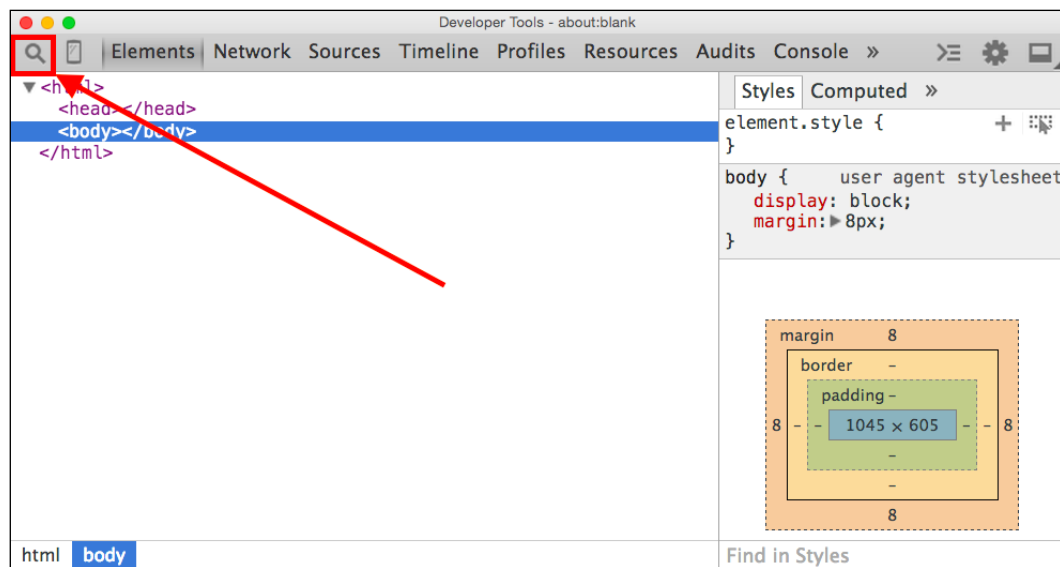 Developer Tools - about:blank
Elements Network Sources Timeline Profiles Resources Audits Console »
▼<html>
<head></head>
<body></body>
</html>
Styles Computed »
element.style {
}
body { user agent stylesheet
display: block;
margin:▶8px;
}
margin 8
border –
padding –
8 – – 1045 × 605 – – 8
–
–
8
html body
Find in Styles